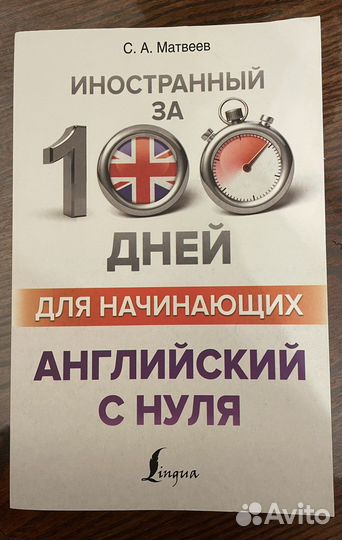 С. А. Матвеев
ИНОСТРАННЫЙ
ЗА
100
ДНЕЙ
ДЛЯ НАЧИНАЮЩИХ
АНГЛИЙСКИЙ
С НУЛЯ
Lingua
Avito